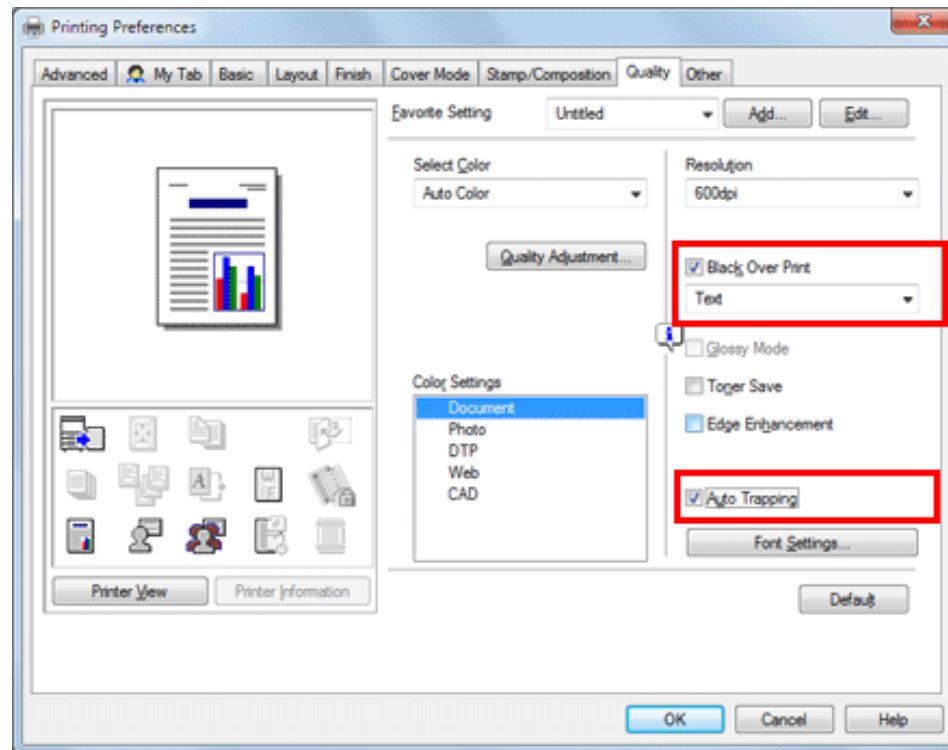 Printing Preferences
Advanced My Tab Basic Layout Finish Cover Mode Stamp/Composition Quality Other
Favorite Setting Untitled Add... Edit...
Select Color Resolution
Auto Color 600dpi
Quality Adjustment... Black Over Print
Text
Glossy Mode
Color Settings Toner Save
Document
Photo Edge Enhancement
DTP
Web
CAD Auto Trapping
Font Settings...
Printer View Printer Information Default
OK Cancel Help